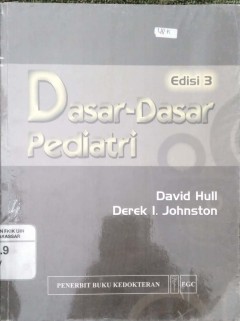 Edisi 3
Dasar-Dasar
Pediatri
David Hull
Derek I. Johnston
PENERBIT BUKU KEDOKTERAN EGC